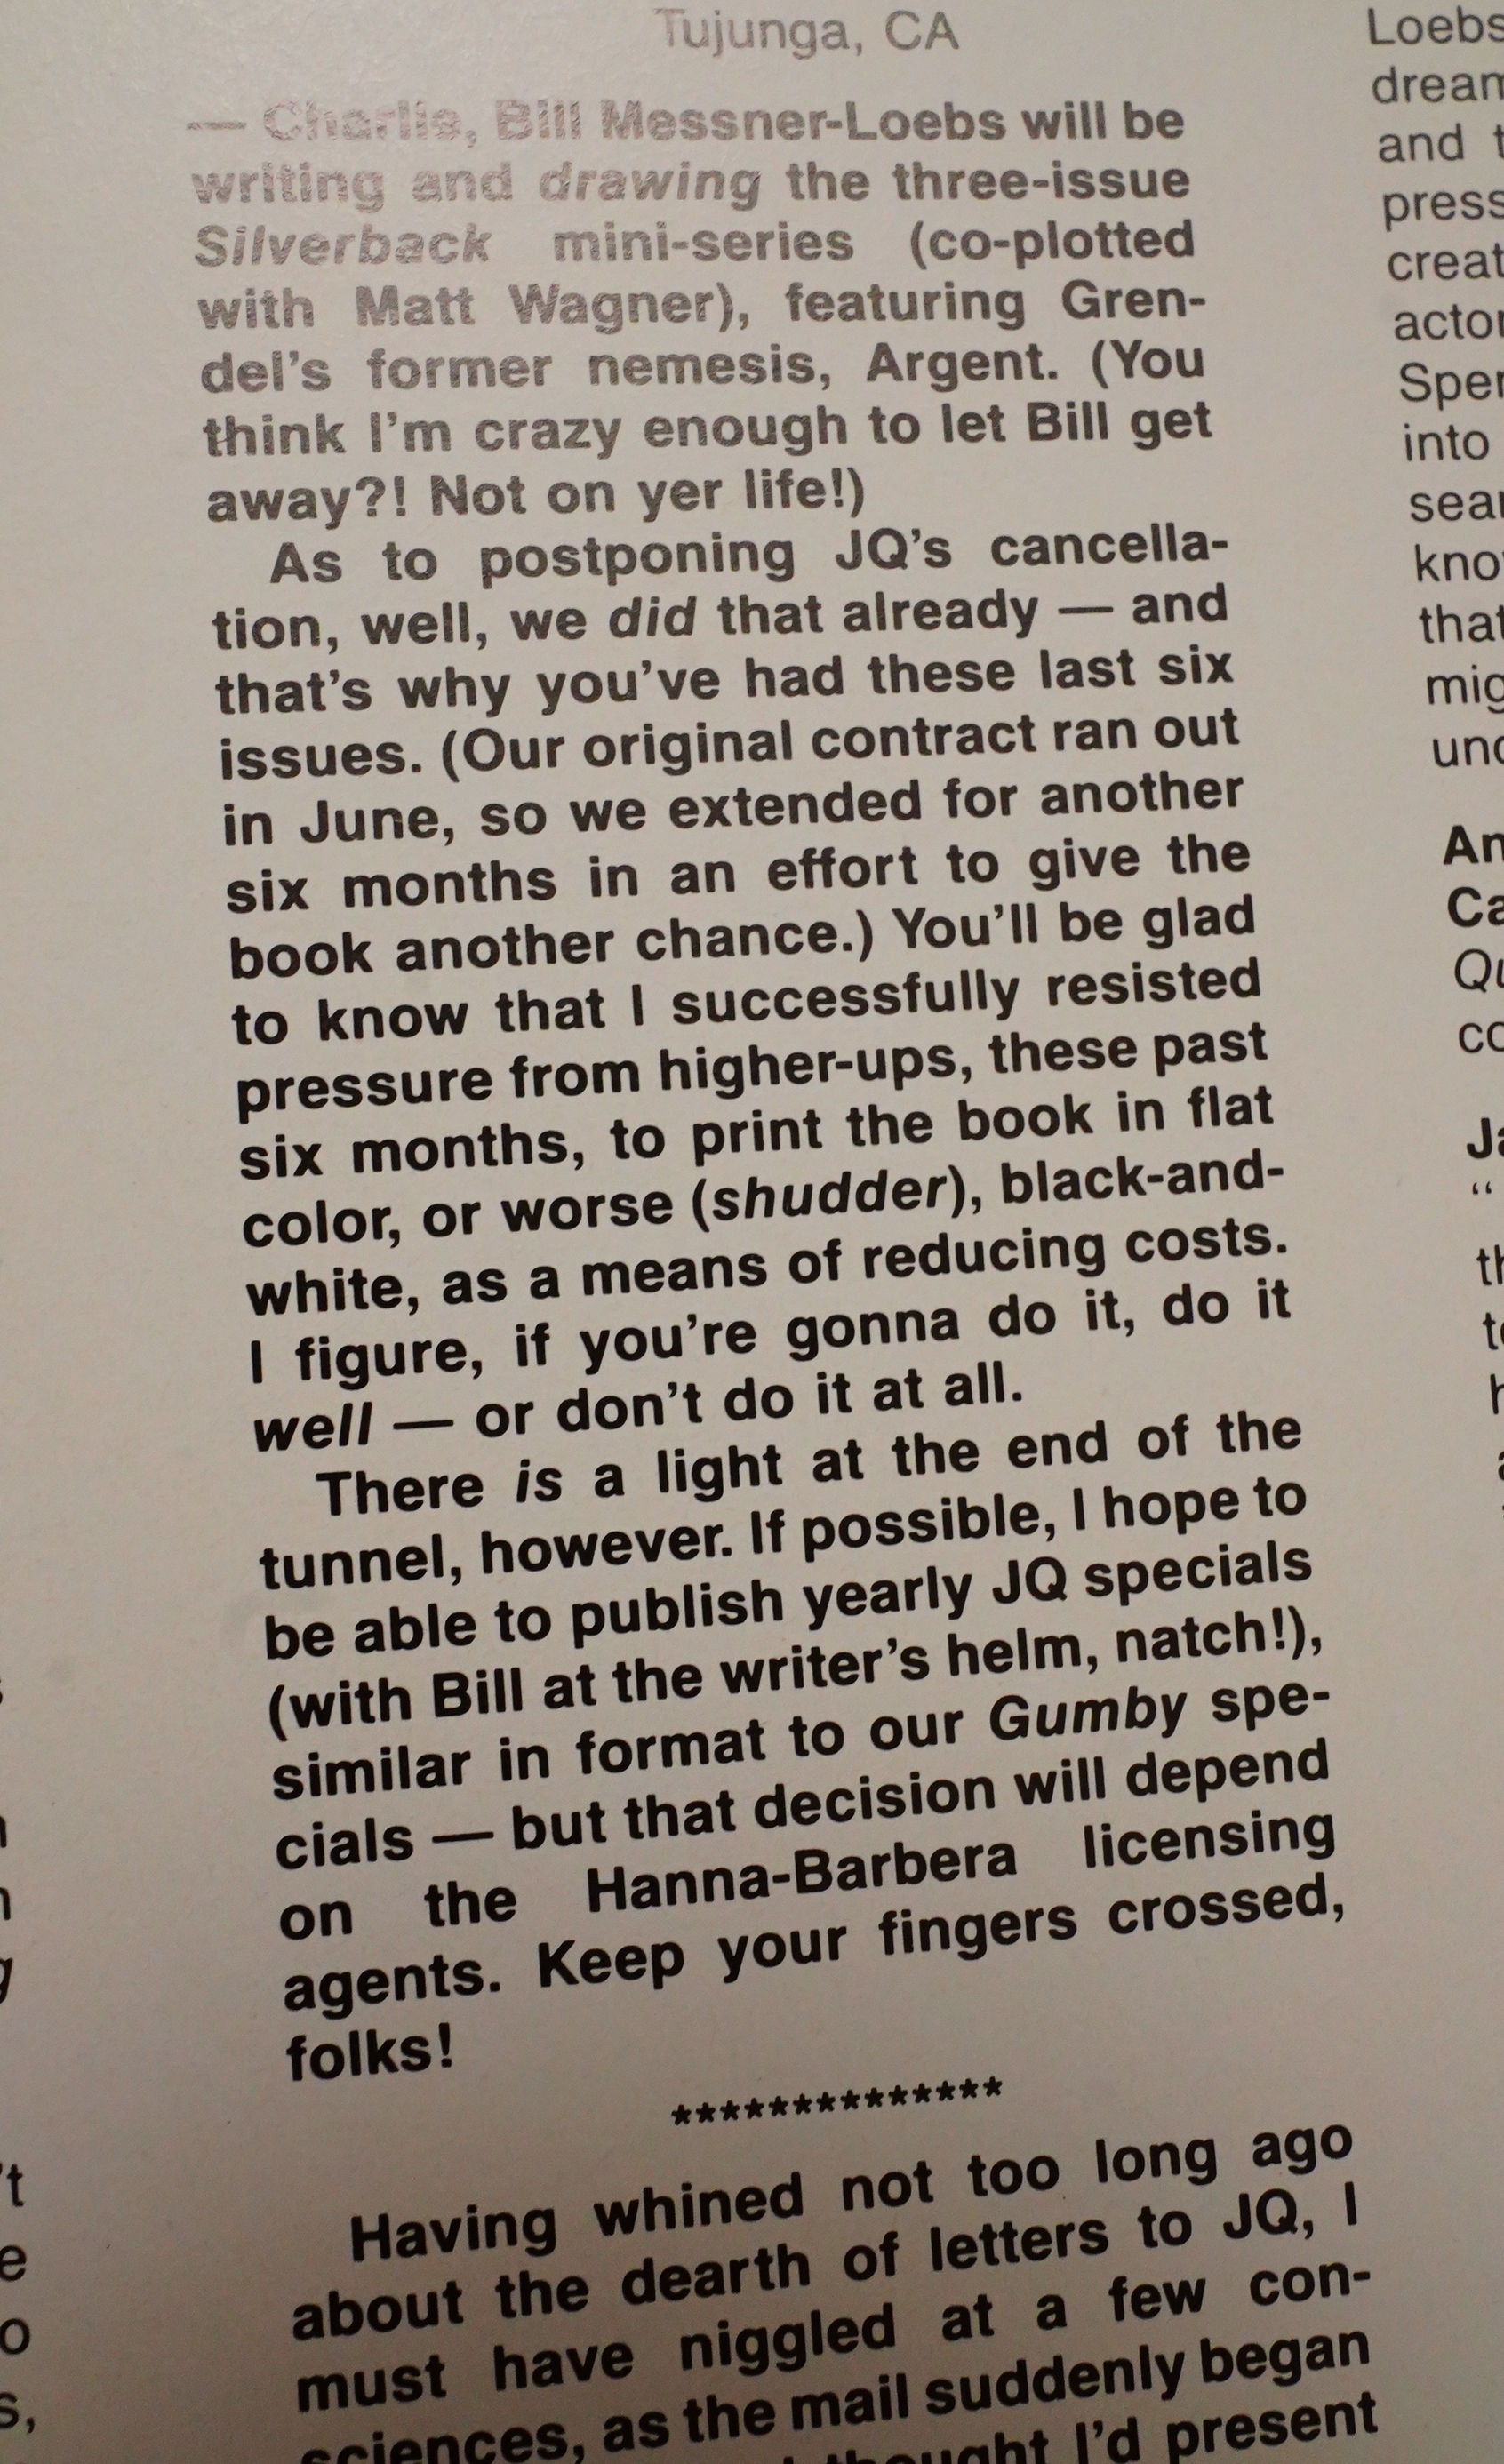 Tujunga, CA
— Charlie, Bill Messner-Loebs will be
writing and drawing the three-issue
Silverback mini-series (co-plotted
with Matt Wagner), featuring Gren-
del's former nemesis, Argent. (You
think I'm crazy enough to let Bill get
away?! Not on yer life!)
As to postponing JQ's cancella-
tion, well, we did that already — and
that's why you've had these last six
issues. (Our original contract ran out
in June, so we extended for another
six months in an effort to give the
book another chance.) You'll be glad
to know that I successfully resisted
pressure from higher-ups, these past
six months, to print the book in flat
color, or worse (shudder), black-and-
white, as a means of reducing costs.
I figure, if you're gonna do it, do it
well — or don't do it at all.
There is a light at the end of the
tunnel, however. If possible, I hope to
be able to publish yearly JQ specials
(with Bill at the writer's helm, natch!),
similar in format to our Gumby spe-
cials — but that decision will depend
on the Hanna-Barbera licensing
agents. Keep your fingers crossed,
folks!
**************
Having whined not too long ago
about the dearth of letters to JQ, I
must have niggled at a few con-
sciences, as the mail suddenly began
thought I'd present
Loebs
and
into